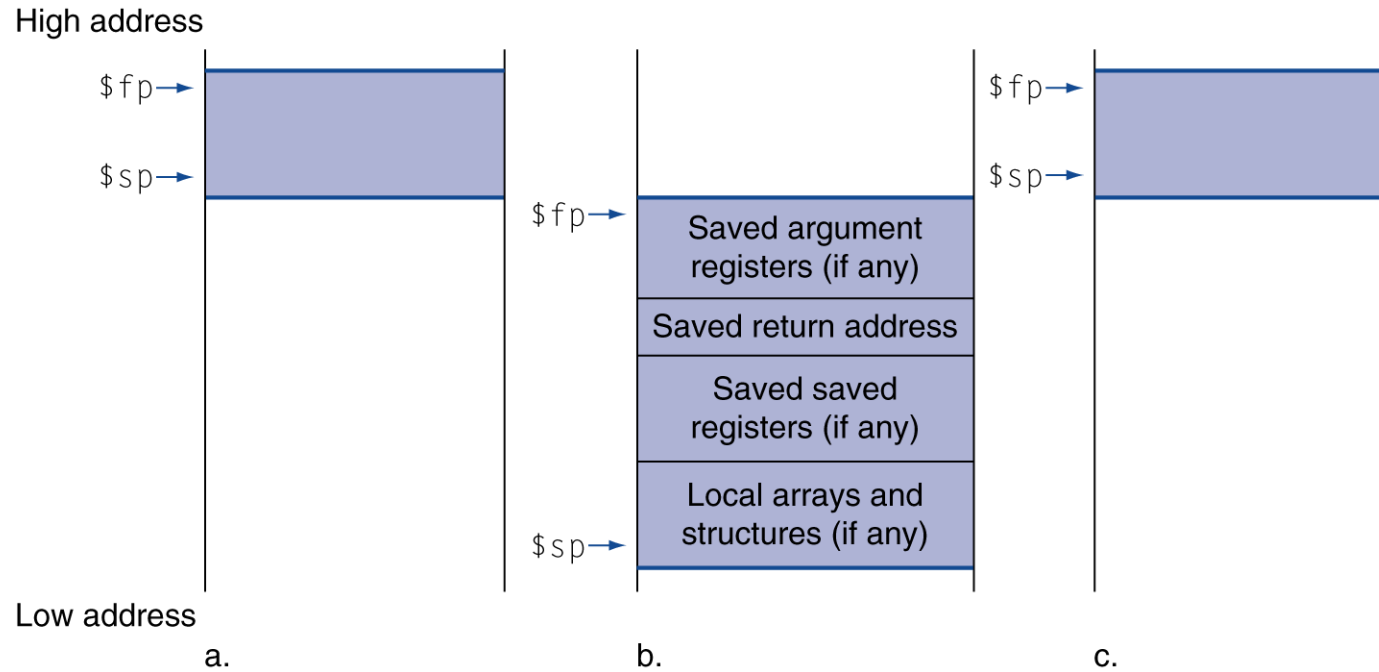 High address
$fp
$sp
$fp
Saved argument
registers (if any)
Saved return address
Saved saved
registers (if any)
Local arrays and
structures (if any)
$sp
$fp
$sp
Low address
a.
b.
c.